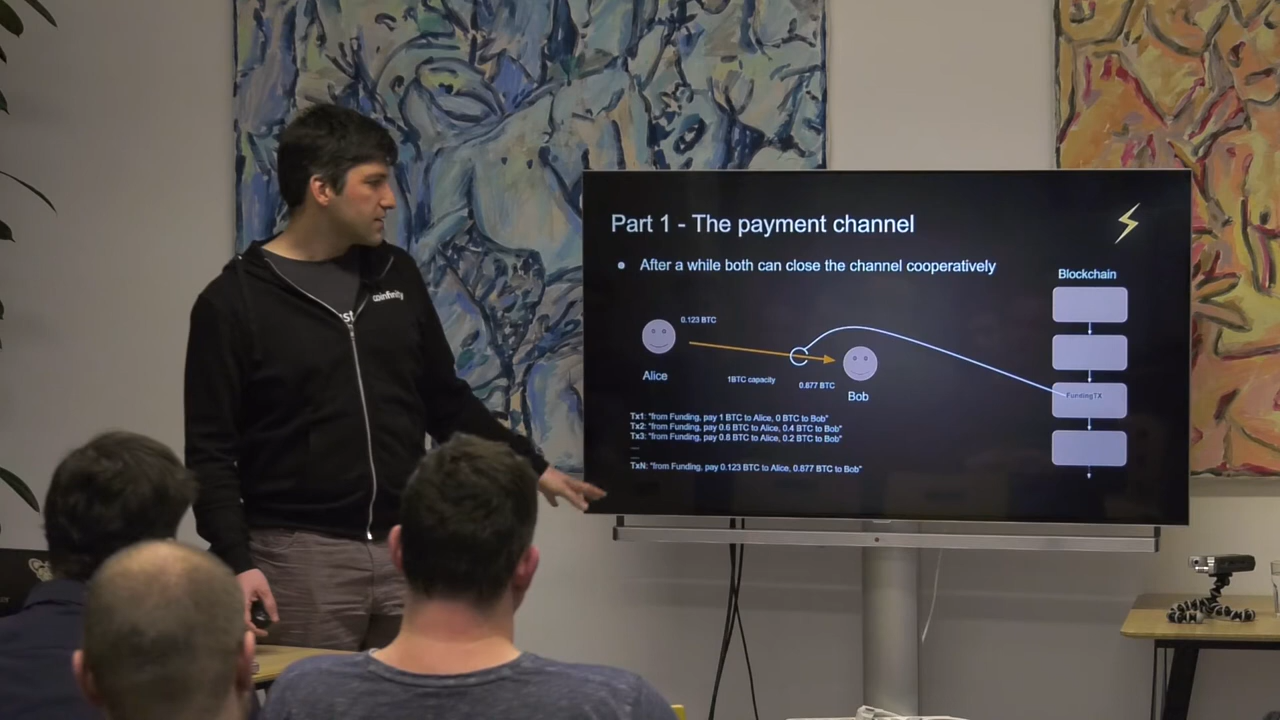 Part 1 - The payment channel
After a while both can close the channel cooperatively
Blockchain
0.123 BTC
Alice
1BTC capacity
0.877 BTC
Bob
FundingTX
Tx1: "from Funding, pay 1 BTC to Alice, 0 BTC to Bob"
Tx2: "from Funding, pay 0.6 BTC to Alice, 0.4 BTC to Bob"
Tx3: "from Funding, pay 0.8 BTC to Alice, 0.2 BTC to Bob"
TxN: "from Funding, pay 0.123 BTC to Alice, 0.877 BTC to Bob"
coinfinity
st